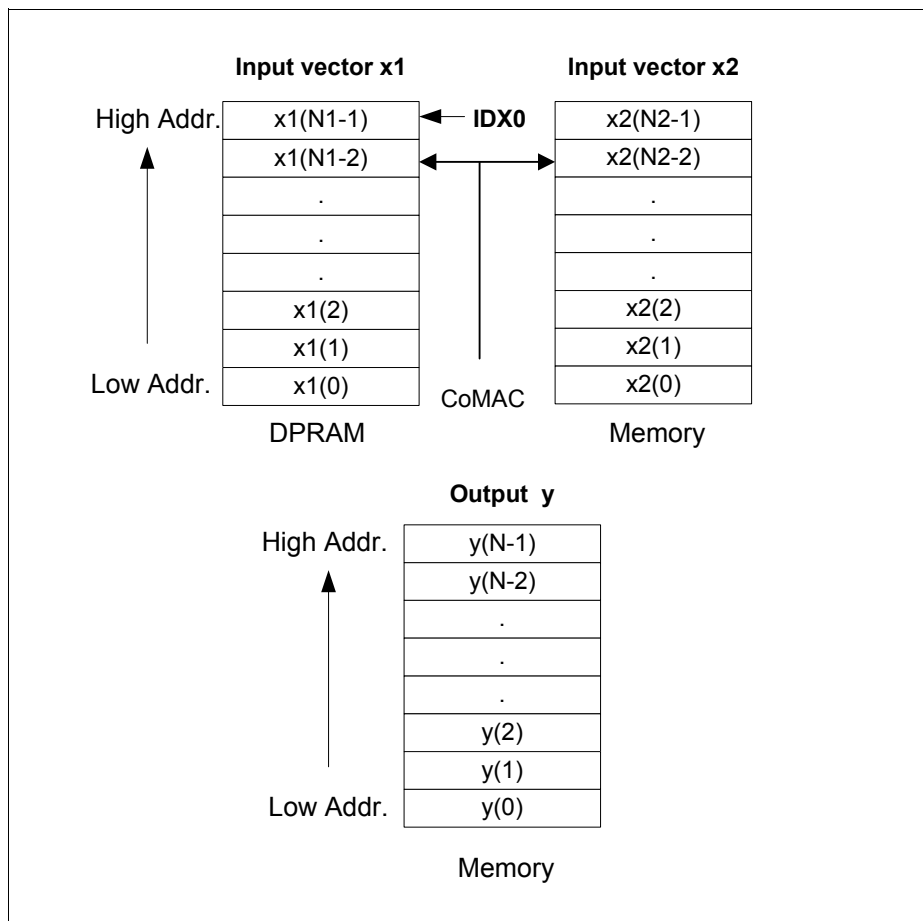 Input vector x1 Input vector x2
High Addr. x1(N1-1) IDX0 x2(N2-1)
x1(N1-2) x2(N2-2)
. .
. .
. .
x1(2) x2(2)
x1(1) x2(1)
Low Addr. x1(0) CoMAC x2(0)
DPRAM Memory
Output y
High Addr. y(N-1)
y(N-2)
.
.
.
y(2)
y(1)
Low Addr. y(0)
Memory